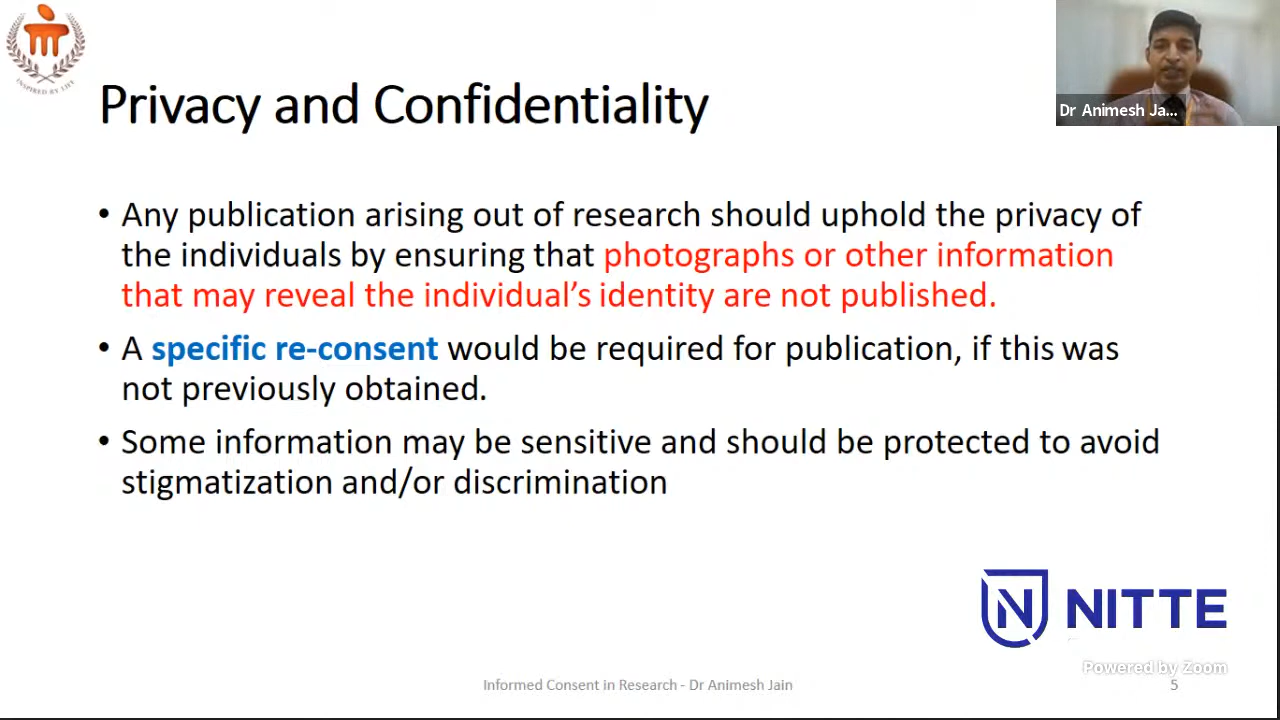 INSPIRED BY LIFE
Privacy and Confidentiality
Dr Animesh Ja...
• Any publication arising out of research should uphold the privacy of
the individuals by ensuring that photographs or other information
that may reveal the individual’s identity are not published.
• A specific re-consent would be required for publication, if this was
not previously obtained.
• Some information may be sensitive and should be protected to avoid
stigmatization and/or discrimination
N NITTE
Powered by Zoom
Informed Consent in Research - Dr Animesh Jain
5